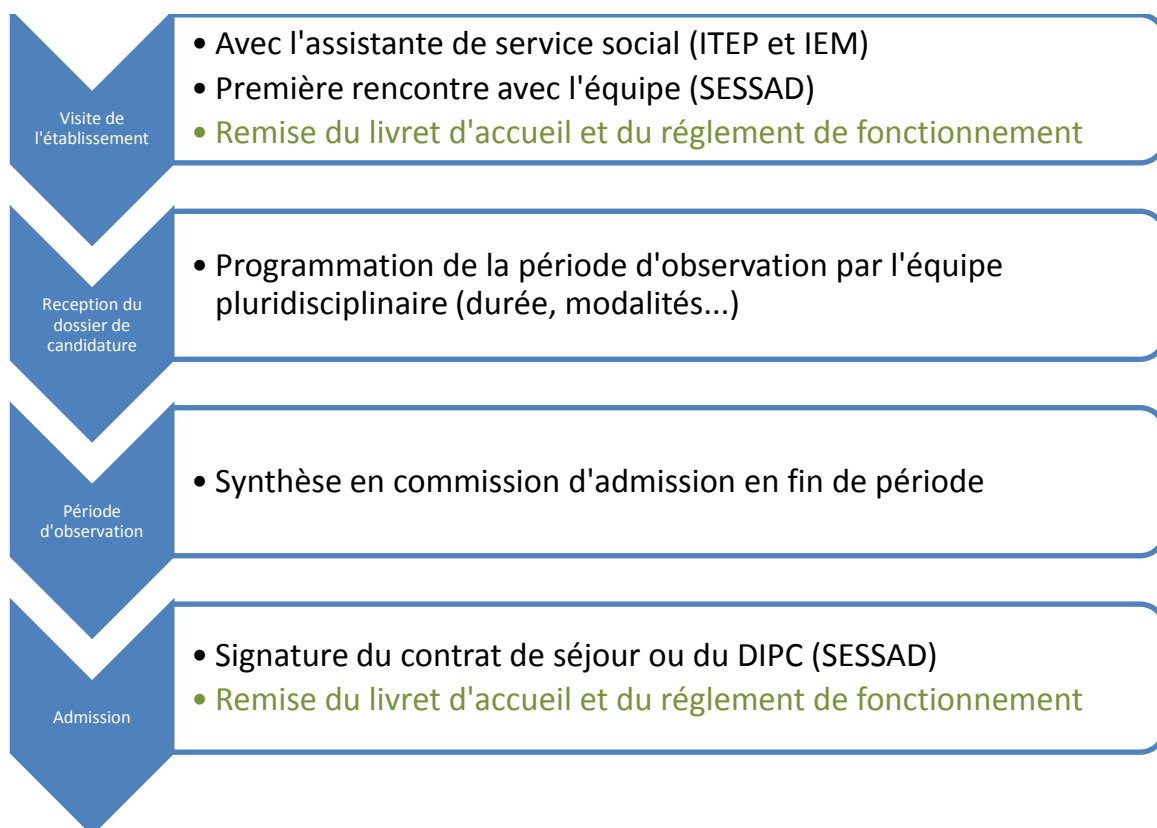 Visite de
l'établissement
• Avec l'assistante de service social (ITEP et IEM)
• Première rencontre avec l'équipe (SESSAD)
• Remise du livret d'accueil et du réglement de fonctionnement
Reception du
dossier de
candidature
• Programmation de la période d'observation par l'équipe
pluridisciplinaire (durée, modalités...)
Période
d'observation
• Synthèse en commission d'admission en fin de période
Admission
• Signature du contrat de séjour ou du DIPC (SESSAD)
• Remise du livret d'accueil et du réglement de fonctionnement